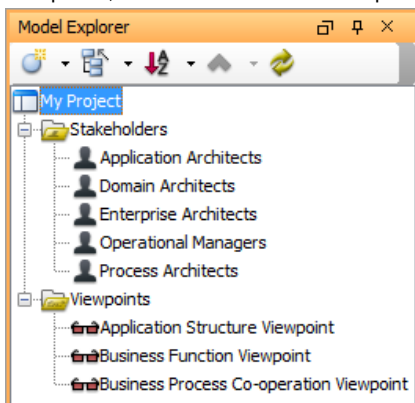 Model Explorer
My Project
Stakeholders
Application Architects
Domain Architects
Enterprise Architects
Operational Managers
Process Architects
Viewpoints
Application Structure Viewpoint
Business Function Viewpoint
Business Process Co-operation Viewpoint